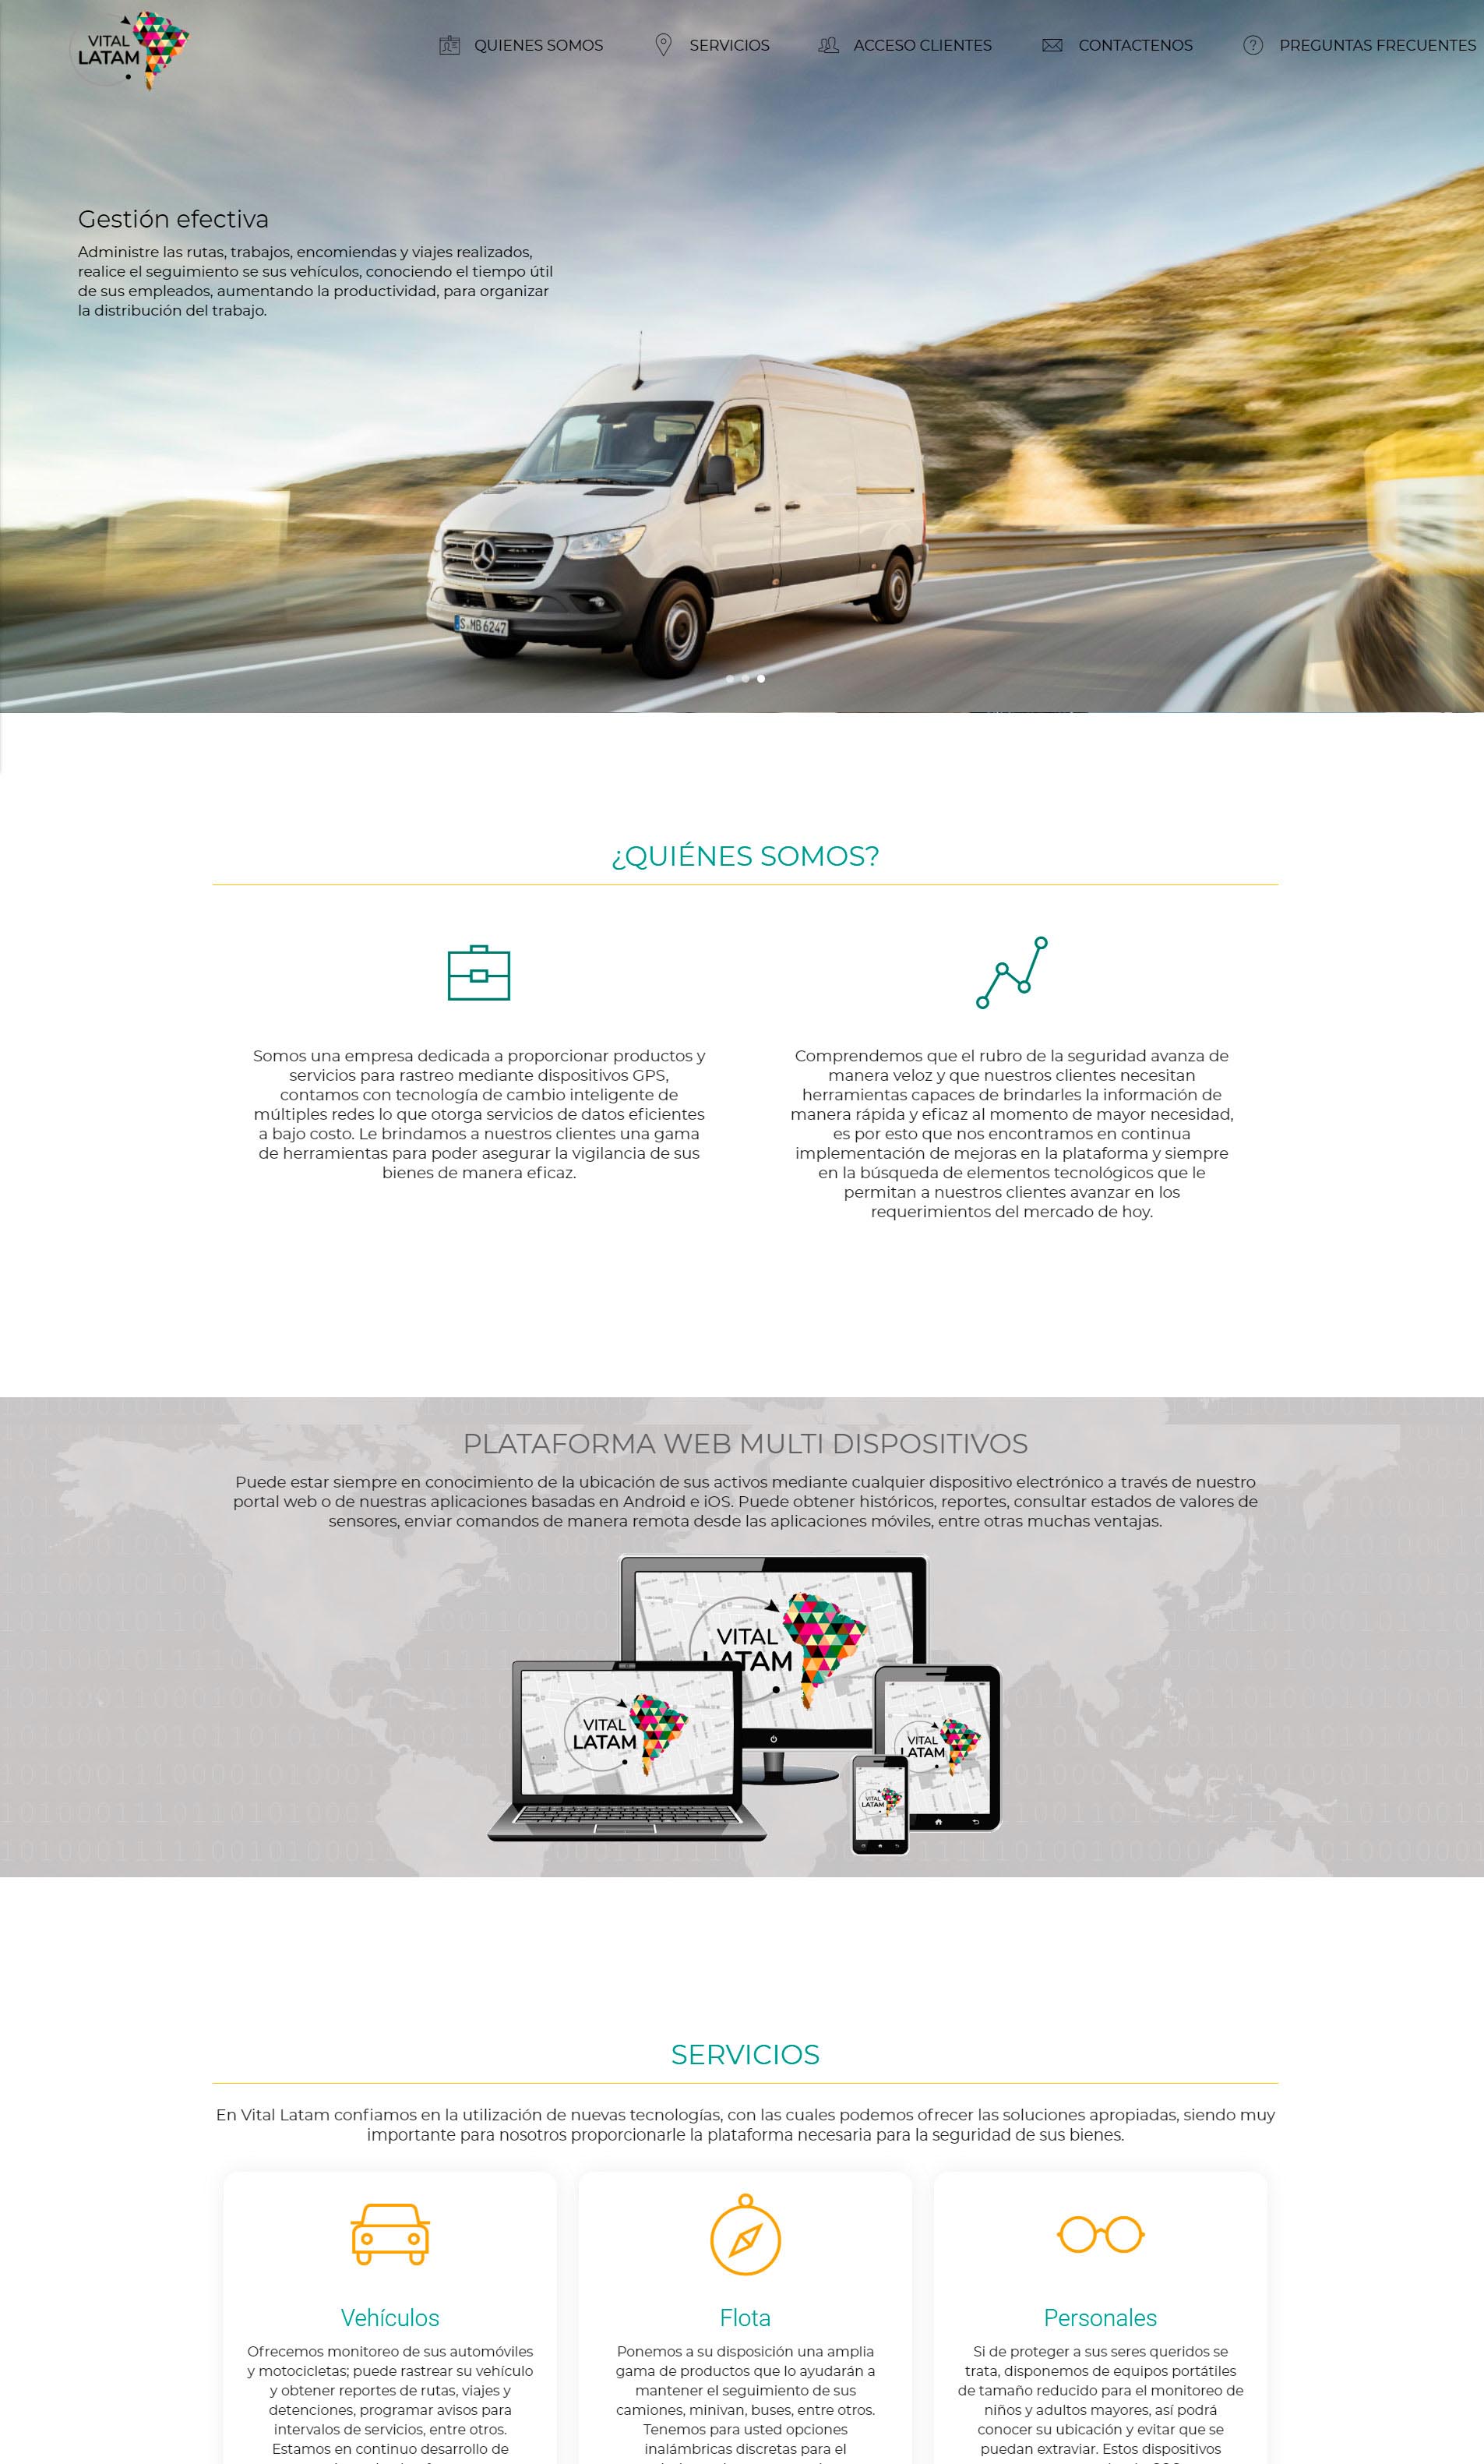 VITAL
LATAM
QUIENES SOMOS
SERVICIOS
ACCESO CLIENTES
CONTACTENOS
PREGUNTAS FRECUENTES
Gestión efectiva
Administre las rutas, trabajos, encomiendas y viajes realizados,
realice el seguimiento se sus vehículos, conociendo el tiempo útil
de sus empleados, aumentando la productividad, para organizar
la distribución del trabajo.
S MB 6247
¿QUIÉNES SOMOS?
Somos una empresa dedicada a proporcionar productos y
servicios para rastreo mediante dispositivos GPS,
contamos con tecnología de cambio inteligente de
múltiples redes lo que otorga servicios de datos eficientes
a bajo costo. Le brindamos a nuestros clientes una gama
de herramientas para poder asegurar la vigilancia de sus
bienes de manera eficaz.
Comprendemos que el rubro de la seguridad avanza de
manera veloz y que nuestros clientes necesitan
herramientas capaces de brindarles la información de
manera rápida y eficaz al momento de mayor necesidad,
es por esto que nos encontramos en continua
implementación de mejoras en la plataforma y siempre
en la búsqueda de elementos tecnológicos que le
permitan a nuestros clientes avanzar en los
requerimientos del mercado de hoy.
PLATAFORMA WEB MULTI DISPOSITIVOS
Puede estar siempre en conocimiento de la ubicación de sus activos mediante cualquier dispositivo electrónico a través de nuestro
portal web o de nuestras aplicaciones basadas en Android e iOS. Puede obtener históricos, reportes, consultar estados de valores de
sensores, enviar comandos de manera remota desde las aplicaciones móviles, entre otras muchas ventajas.
VITAL
LATAM
VITAL
LATAM
VITAL
LATAM
VITAL
LATAM
SERVICIOS
En Vital Latam confiamos en la utilización de nuevas tecnologías, con las cuales podemos ofrecer las soluciones apropiadas, siendo muy
importante para nosotros proporcionarle la plataforma necesaria para la seguridad de sus bienes.
Vehículos
Ofrecemos monitoreo de sus automóviles
y motocicletas; puede rastrear su vehículo
y obtener reportes de rutas, viajes y
detenciones, programar avisos para
intervalos de servicios, entre otros.
Estamos en continuo desarrollo de
Flota
Ponemos a su disposición una amplia
gama de productos que lo ayudarán a
mantener el seguimiento de sus
camiones, minivan, buses, entre otros.
Tenemos para usted opciones
inalámbricas discretas para el
Personales
Si de proteger a sus seres queridos se
trata, disponemos de equipos portátiles
de tamaño reducido para el monitoreo de
niños y adultos mayores, así podrá
conocer su ubicación y evitar que se
puedan extraviar. Estos dispositivos